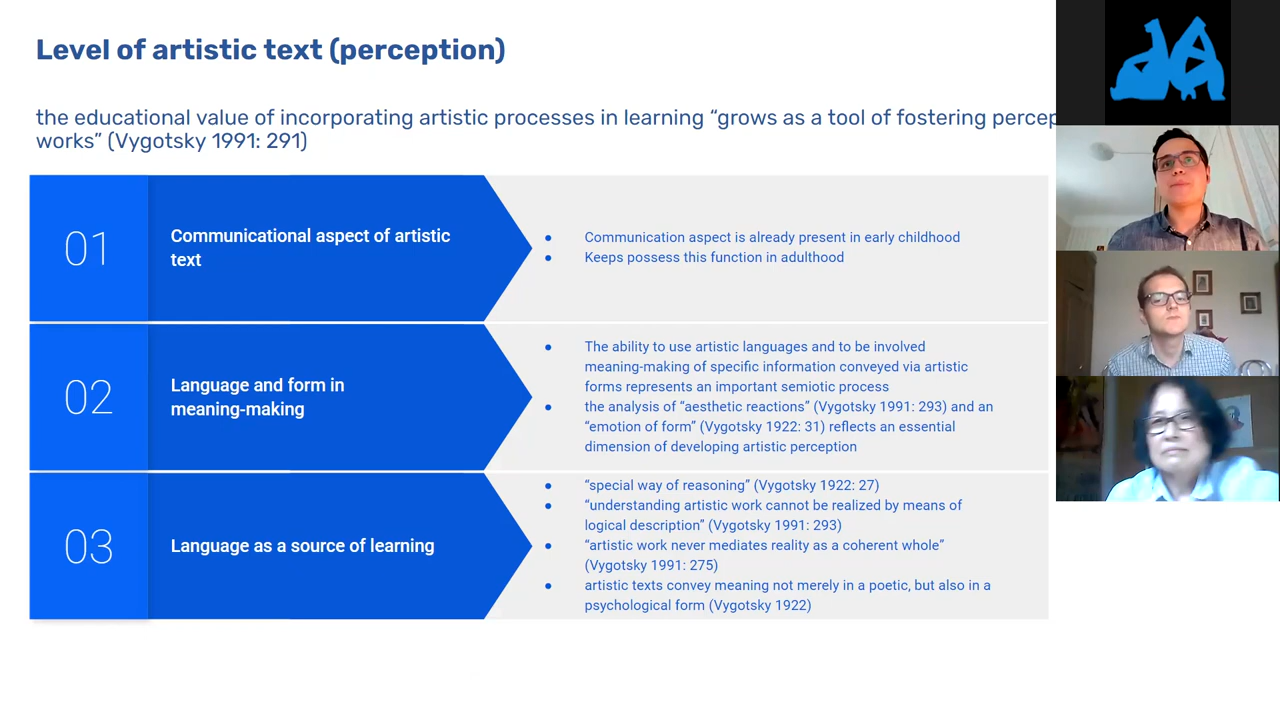 Level of artistic text (perception)
the educational value of incorporating artistic processes in learning “grows as a tool of fostering
works” (Vygotsky 1991: 291)
01
Communicational aspect of artistic
text
● Communication aspect is already present in early childhood
● Keeps possess this function in adulthood
02
Language and form in
meaning-making
● The ability to use artistic languages and to be involved
meaning-making of specific information conveyed via artistic
forms represents an important semiotic process
● the analysis of “aesthetic reactions” (Vygotsky 1991: 293) and an
“emotion of form” (Vygotsky 1922: 31) reflects an essential
dimension of developing artistic perception
03
Language as a source of learning
● “special way of reasoning” (Vygotsky 1922: 27)
● “understanding artistic work cannot be realized by means of
logical description” (Vygotsky 1991: 293)
● “artistic work never mediates reality as a coherent whole”
(Vygotsky 1991: 275)
● artistic texts convey meaning not merely in a poetic, but also in a
psychological form (Vygotsky 1922)